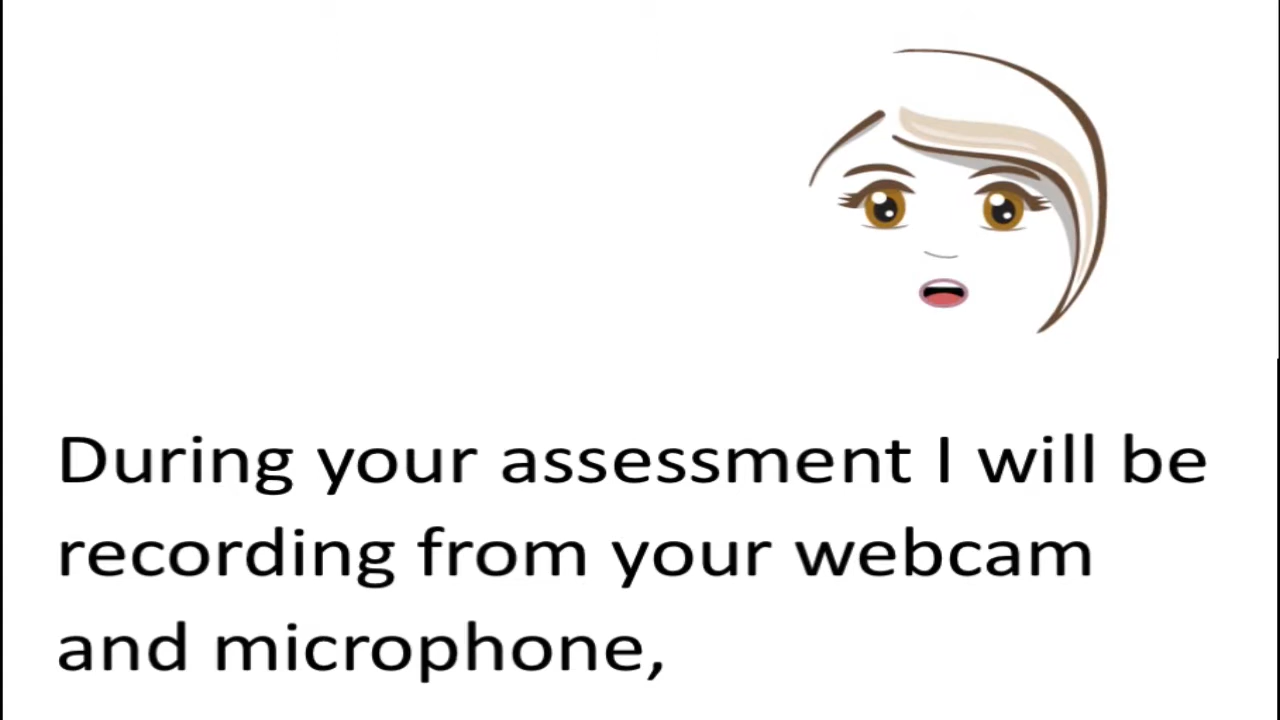 During your assessment I will be
recording from your webcam
and microphone,